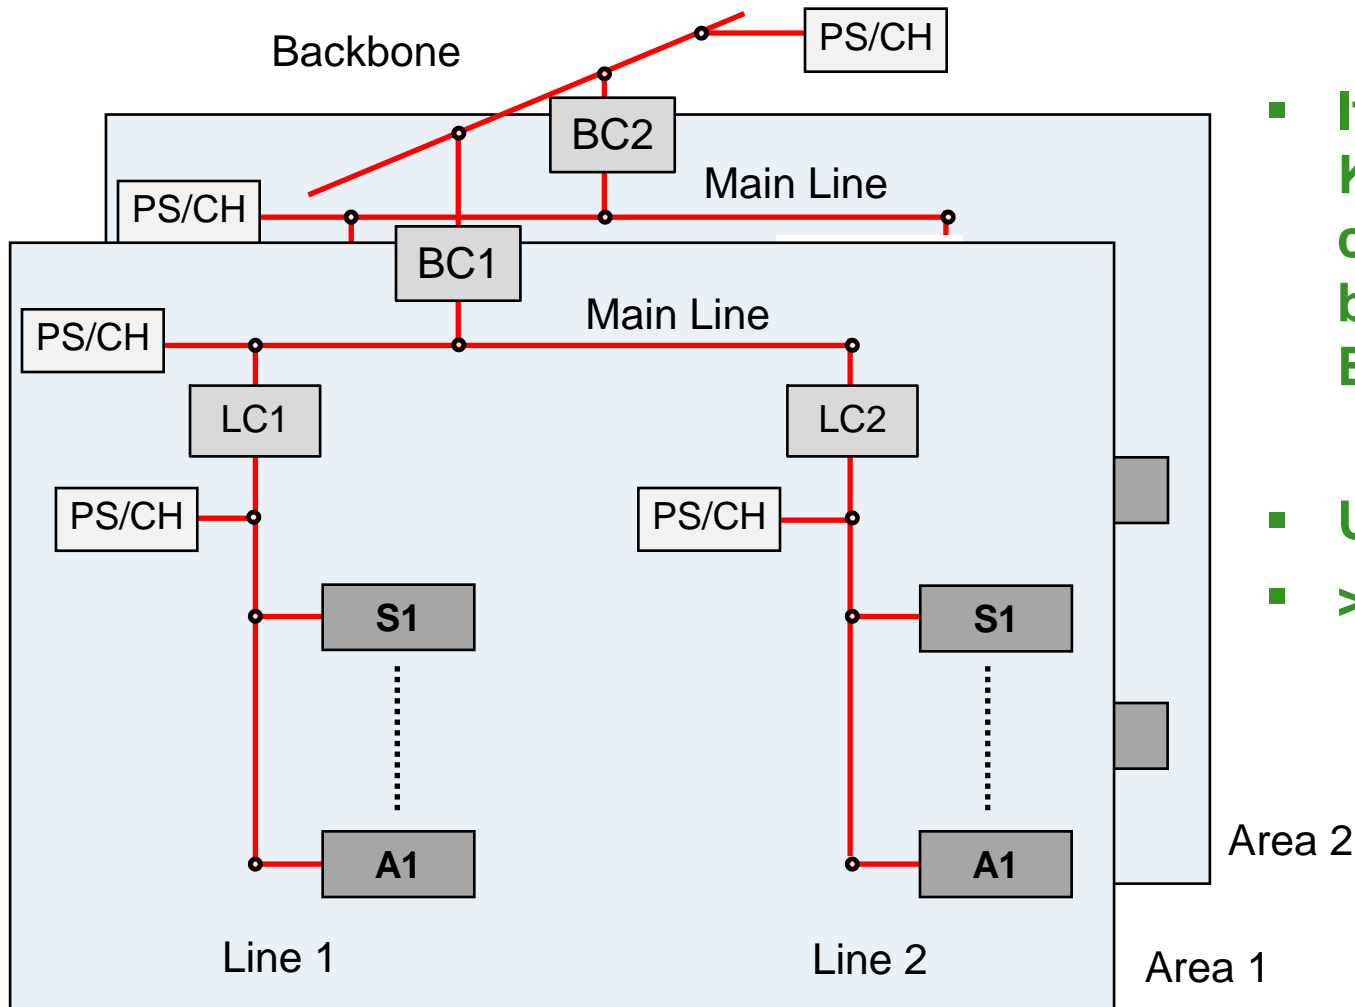 Backbone
PS/CH
BC2
Main Line
PS/CH
BC1
Main Line
PS/CH
LC1
LC2
PS/CH
PS/CH
S1
S1
A1
A1
Line 1
Line 2
Area 2
Area 1
>